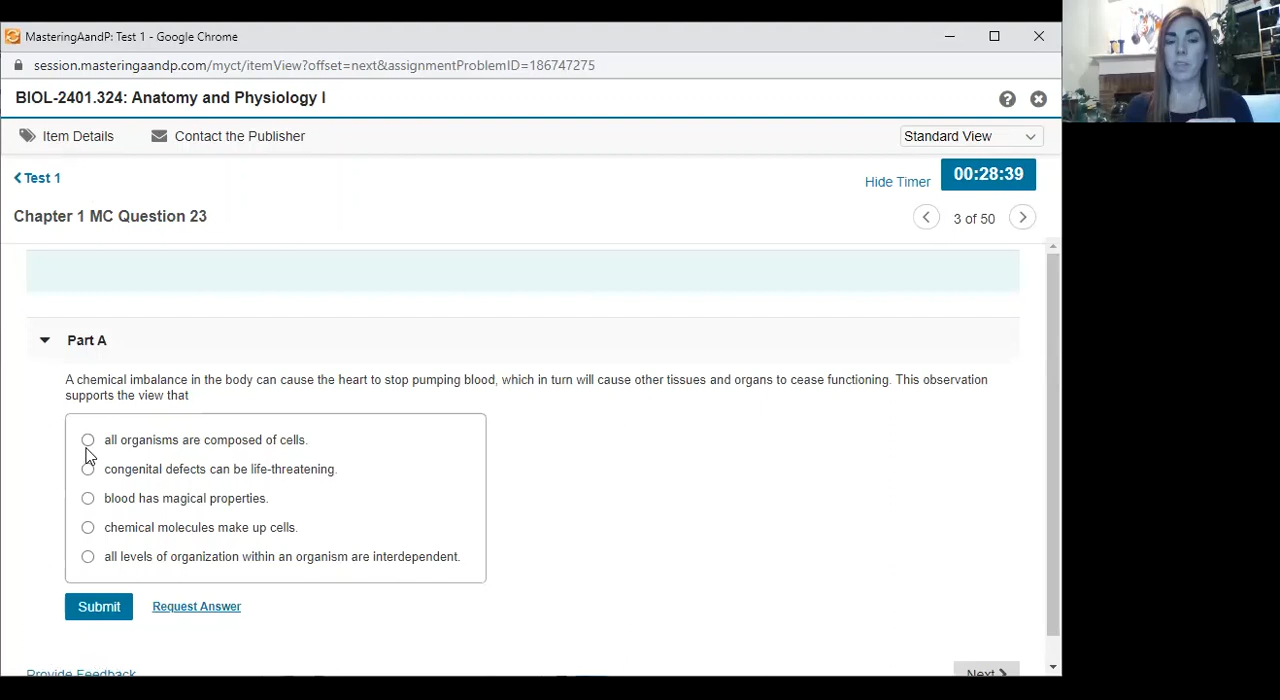 MasteringAandP: Test 1 - Google Chrome
session.masteringaandp.com/myct/itemView?offset=next&assignmentProblemID=186747275
BIOL-2401.324: Anatomy and Physiology I
Item Details Contact the Publisher Standard View
Test 1 Hide Timer 00:28:39
Chapter 1 MC Question 23 3 of 50
Part A
A chemical imbalance in the body can cause the heart to stop pumping blood, which in turn will cause other tissues and organs to cease functioning. This observation
supports the view that
all organisms are composed of cells.
congenital defects can be life-threatening.
blood has magical properties.
chemical molecules make up cells.
all levels of organization within an organism are interdependent.
Submit Request Answer
Provide Feedback Next